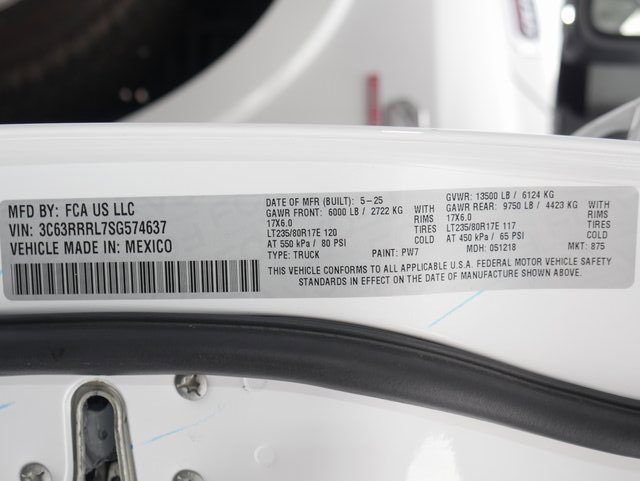 MFD BY: FCA US LLC
VIN: 3C63RRRL7SG574637
VEHICLE MADE IN: MEXICO
DATE OF MFR (BUILT): 5-25
GAWR FRONT: 6000 LB / 2722 KG WITH
17X6.0 RIMS
LT235/80R17E 120 TIRES
AT 550 kPa / 80 PSI COLD
TYPE: TRUCK PAINT: PW7
GVWR: 13500 LB / 6124 KG
GAWR REAR: 9750 LB / 4423 KG WITH
17X6.0 RIMS
LT235/80R17E 117 TIRES
AT 450 kPa / 65 PSI COLD
MDH: 051218 MKT: 875
THIS VEHICLE CONFORMS TO ALL APPLICABLE U.S.A. FEDERAL MOTOR VEHICLE SAFETY
STANDARDS IN EFFECT ON THE DATE OF MANUFACTURE SHOWN ABOVE.